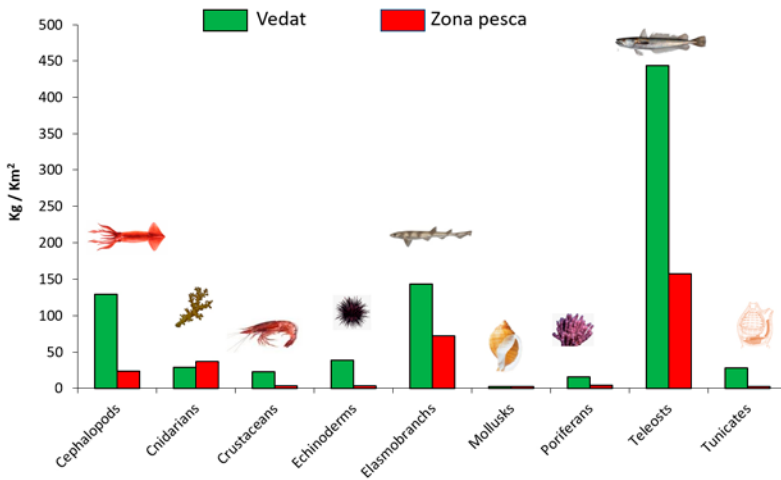 Vedat
Zona pesca
500
450
400
350
300
250
200
150
100
50
0
Kg / Km²
Cephalopods
Cnidarians
Crustaceans
Echinoderms
Elasmobranchs
Mollusks
Poriferans
Teleosts
Tunicates